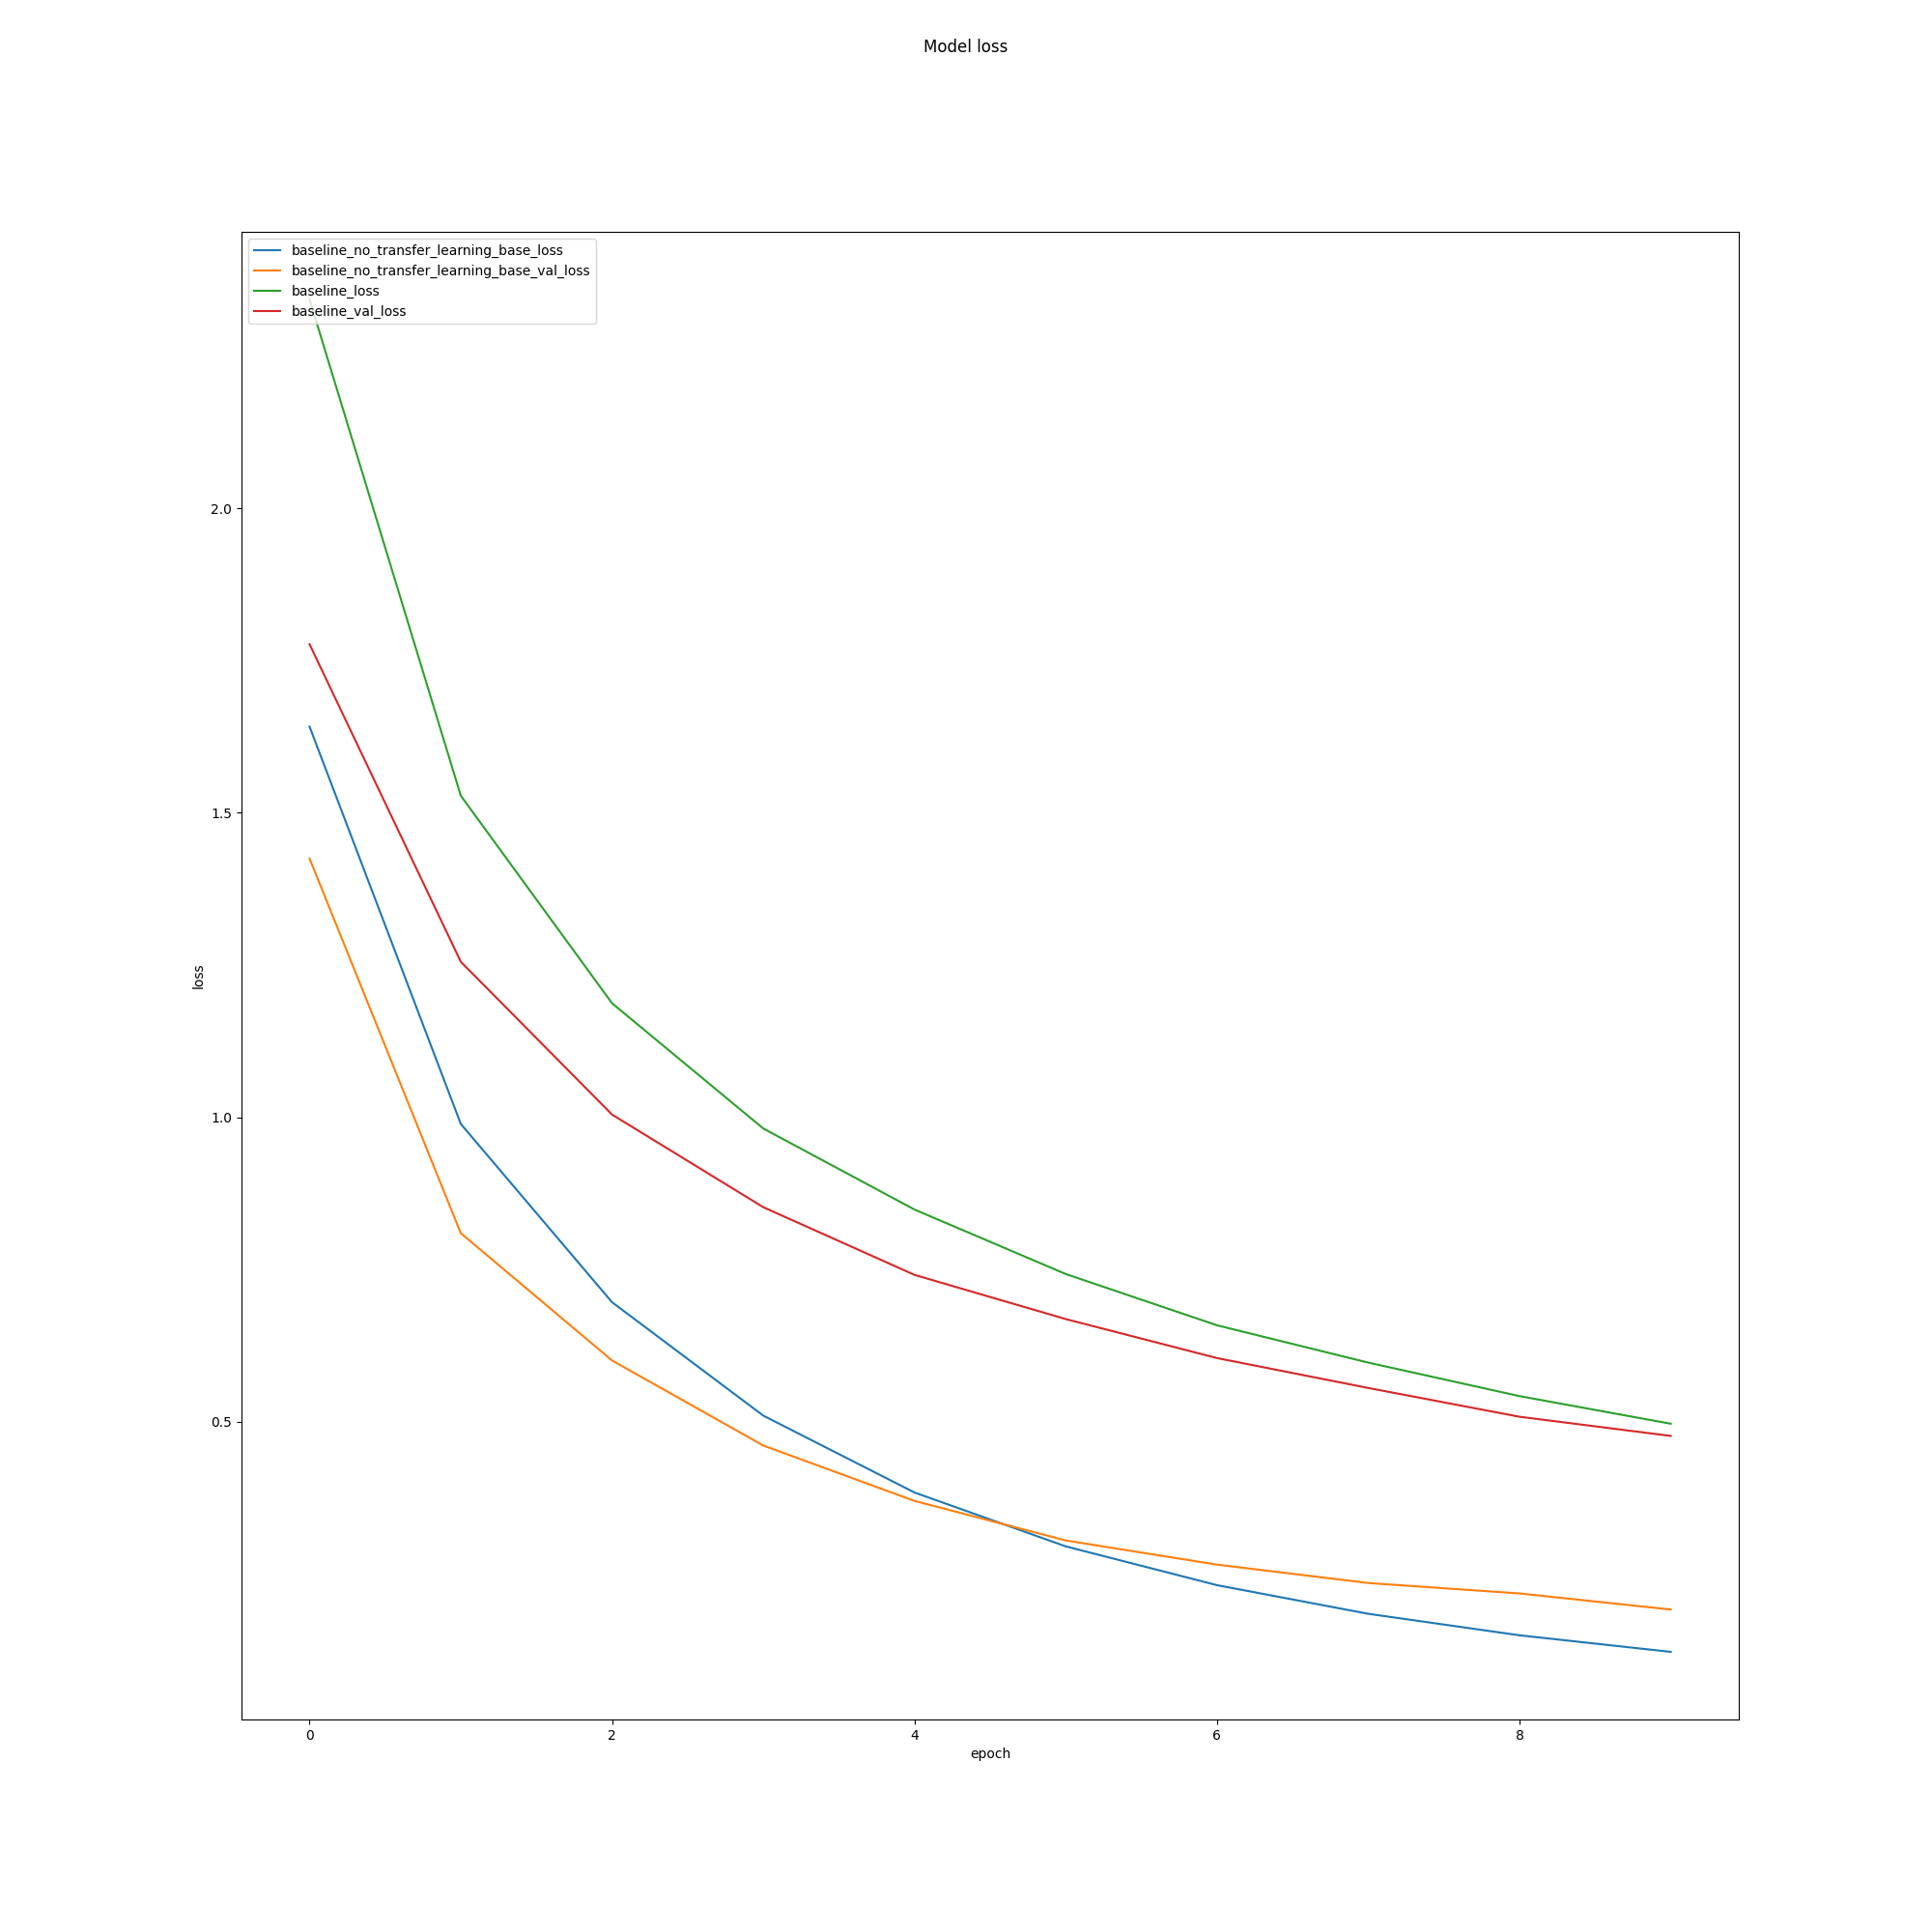 Model loss
baseline_no_transfer_learning_base_loss
baseline_no_transfer_learning_base_val_loss
baseline_loss
baseline_val_loss
2.0
1.5
loss
1.0
0.5
0 2 4 6 8
epoch